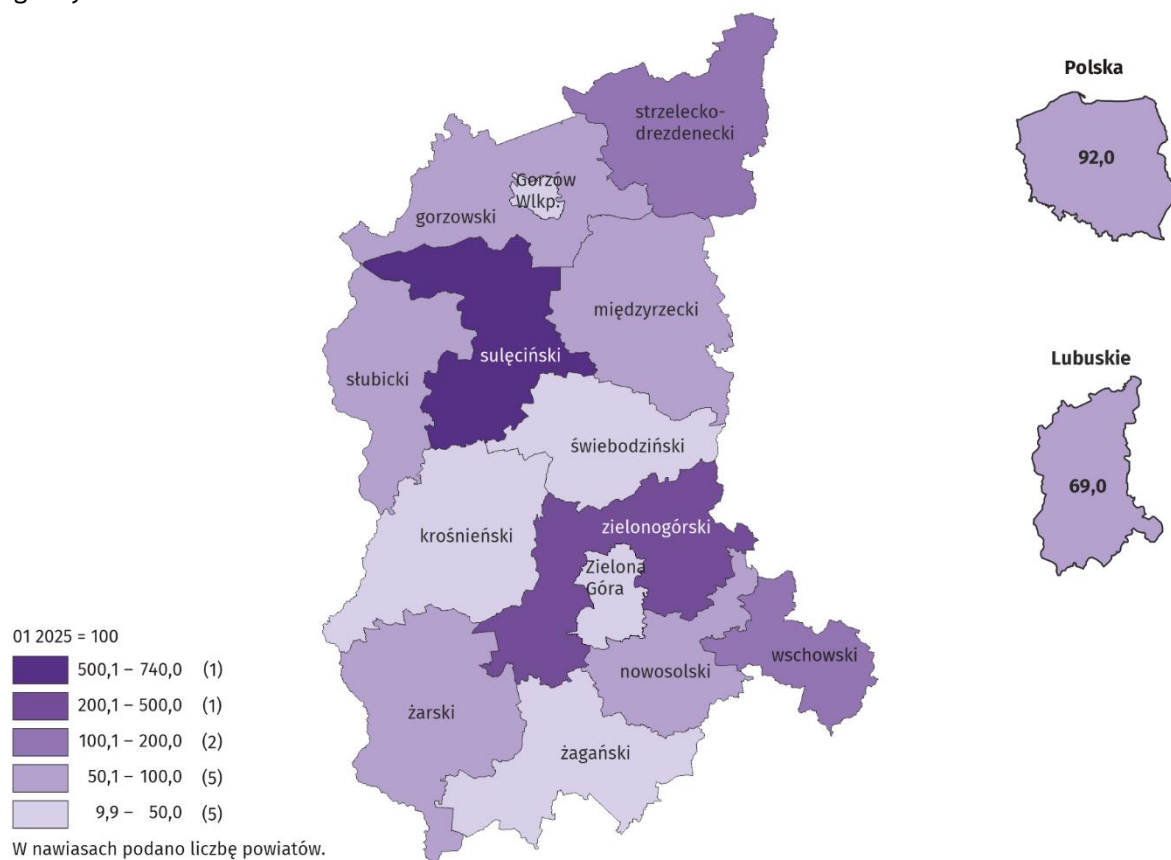 strzelecko-
drezdenecki
Gorzów
Wlkp.
gorzowski
międzyrzecki
sulęciński
słubicki
świebodziński
zielonogórski
krośnieński
Zielona
Góra
wschowski
nowosolski
żarski
żagański
Polska
92,0
Lubuskie
69,0
01 2025 = 100
500,1 – 740,0 (1)
200,1 – 500,0 (1)
100,1 – 200,0 (2)
50,1 – 100,0 (5)
9,9 – 50,0 (5)
W nawiasach podano liczbę powiatów.